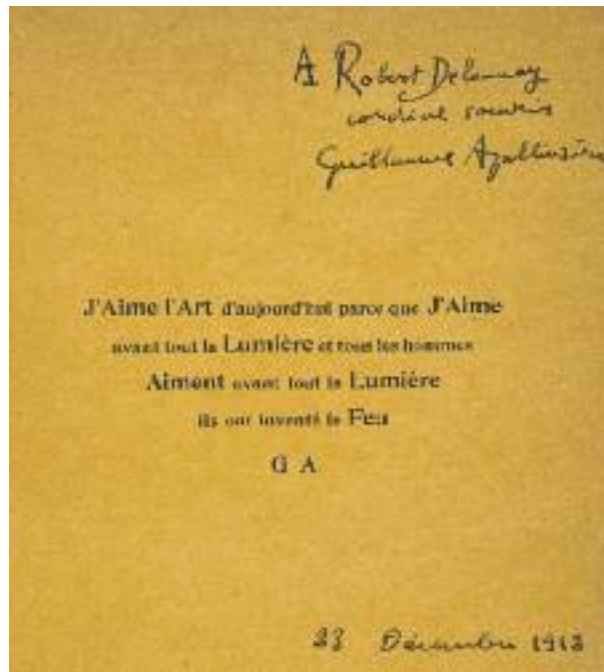 A Robert Delaunay
cordial souvenir
Guillaume Apollinaire
J'Aime l'Art d'aujourd'hui parce que J'Aime
avant tout la Lumière et tous les hommes
Aiment avant tout la Lumière
ils ont inventé le Feu
G A
Décembre 1913